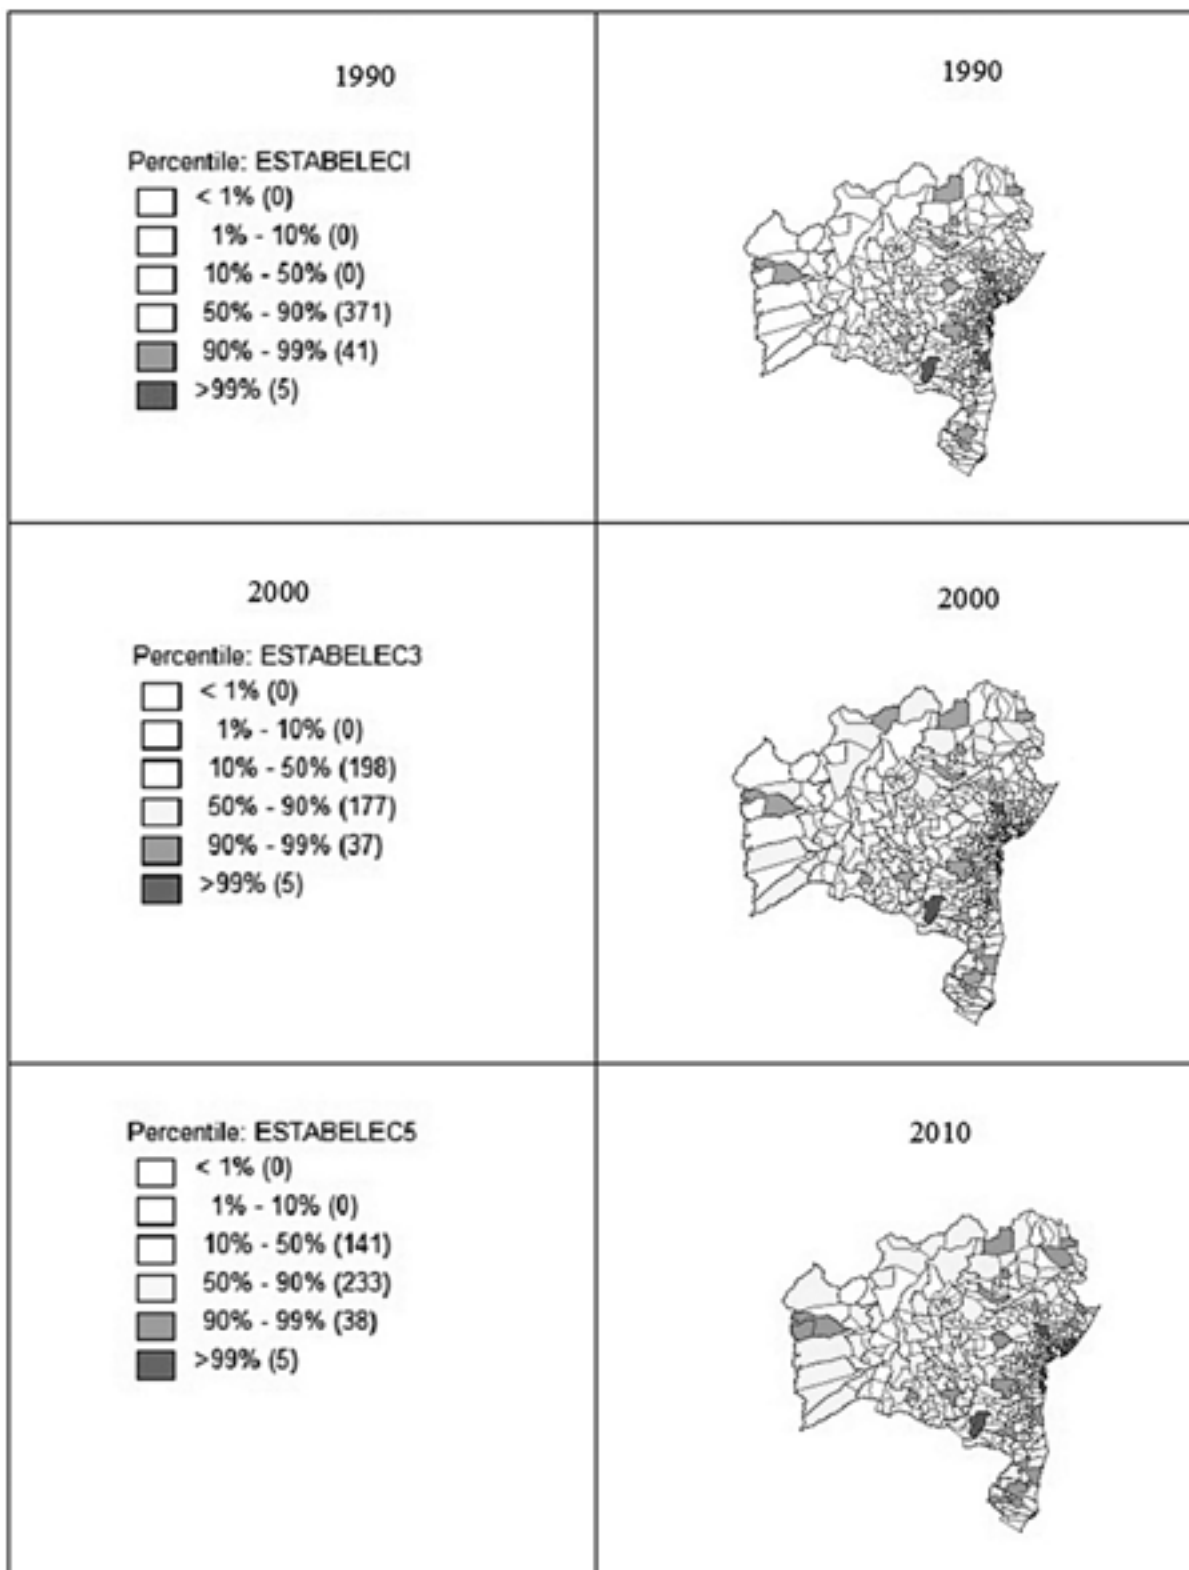 1990
Percentile: ESTABELECI
< 1% (0)
1% - 10% (0)
10% - 50% (0)
50% - 90% (371)
90% - 99% (41)
>99% (5)
1990
2000
Percentile: ESTABELEC3
< 1% (0)
1% - 10% (0)
10% - 50% (198)
50% - 90% (177)
90% - 99% (37)
>99% (5)
2000
Percentile: ESTABELEC5
< 1% (0)
1% - 10% (0)
10% - 50% (141)
50% - 90% (233)
90% - 99% (38)
>99% (5)
2010